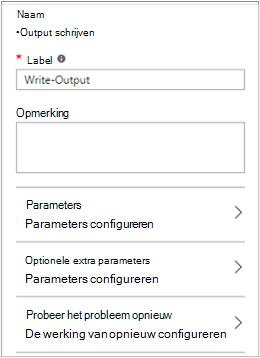 Naam
•Output schrijven
* Label
Write-Output
Opmerking
Parameters
Parameters configureren
Optionele extra parameters
Parameters configureren
Probeer het probleem opnieuw
De werking van opnieuw configureren